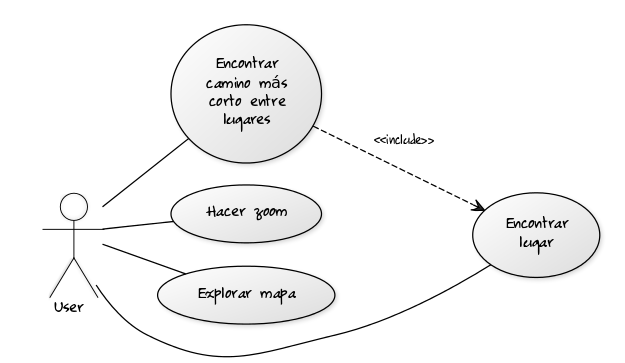 Encontrar
camino más
corto entre
lugares
<<include>>
Hacer zoom
Encontrar
lugar
Explorar mapa
User